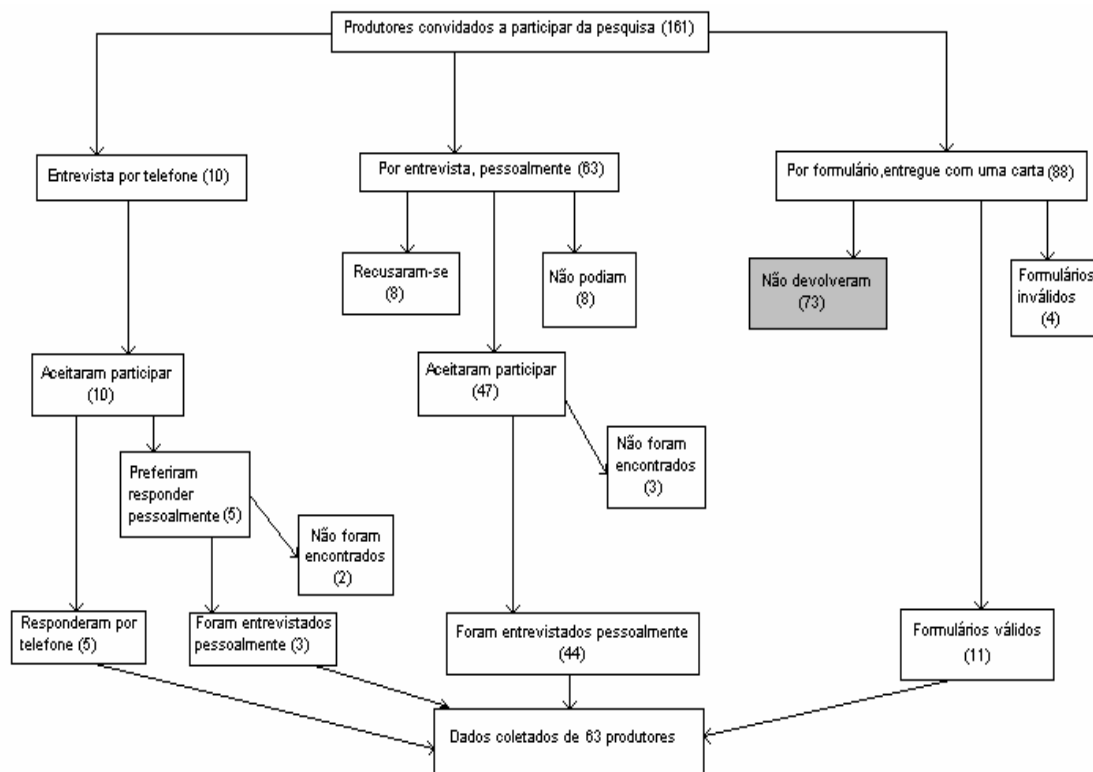 Produtores convidados a participar da pesquisa (161)
Entrevista por telefone (10)
Por entrevista, pessoalmente (63)
Por formulário,entregue com uma carta (88)
Recusaram-se
(8)
Não podiam
(8)
Não devolveram
(73)
Formulários
inválidos
(4)
Aceitaram participar
(10)
Aceitaram participar
(47)
Preferiram
responder
pessoalmente (5)
Não foram
encontrados
(3)
Não foram
encontrados
(2)
Responderam por
telefone (5)
Foram entrevistados
pessoalmente (3)
Foram entrevistados pessoalmente
(44)
Formulários válidos
(11)
Dados coletados de 63 produtores